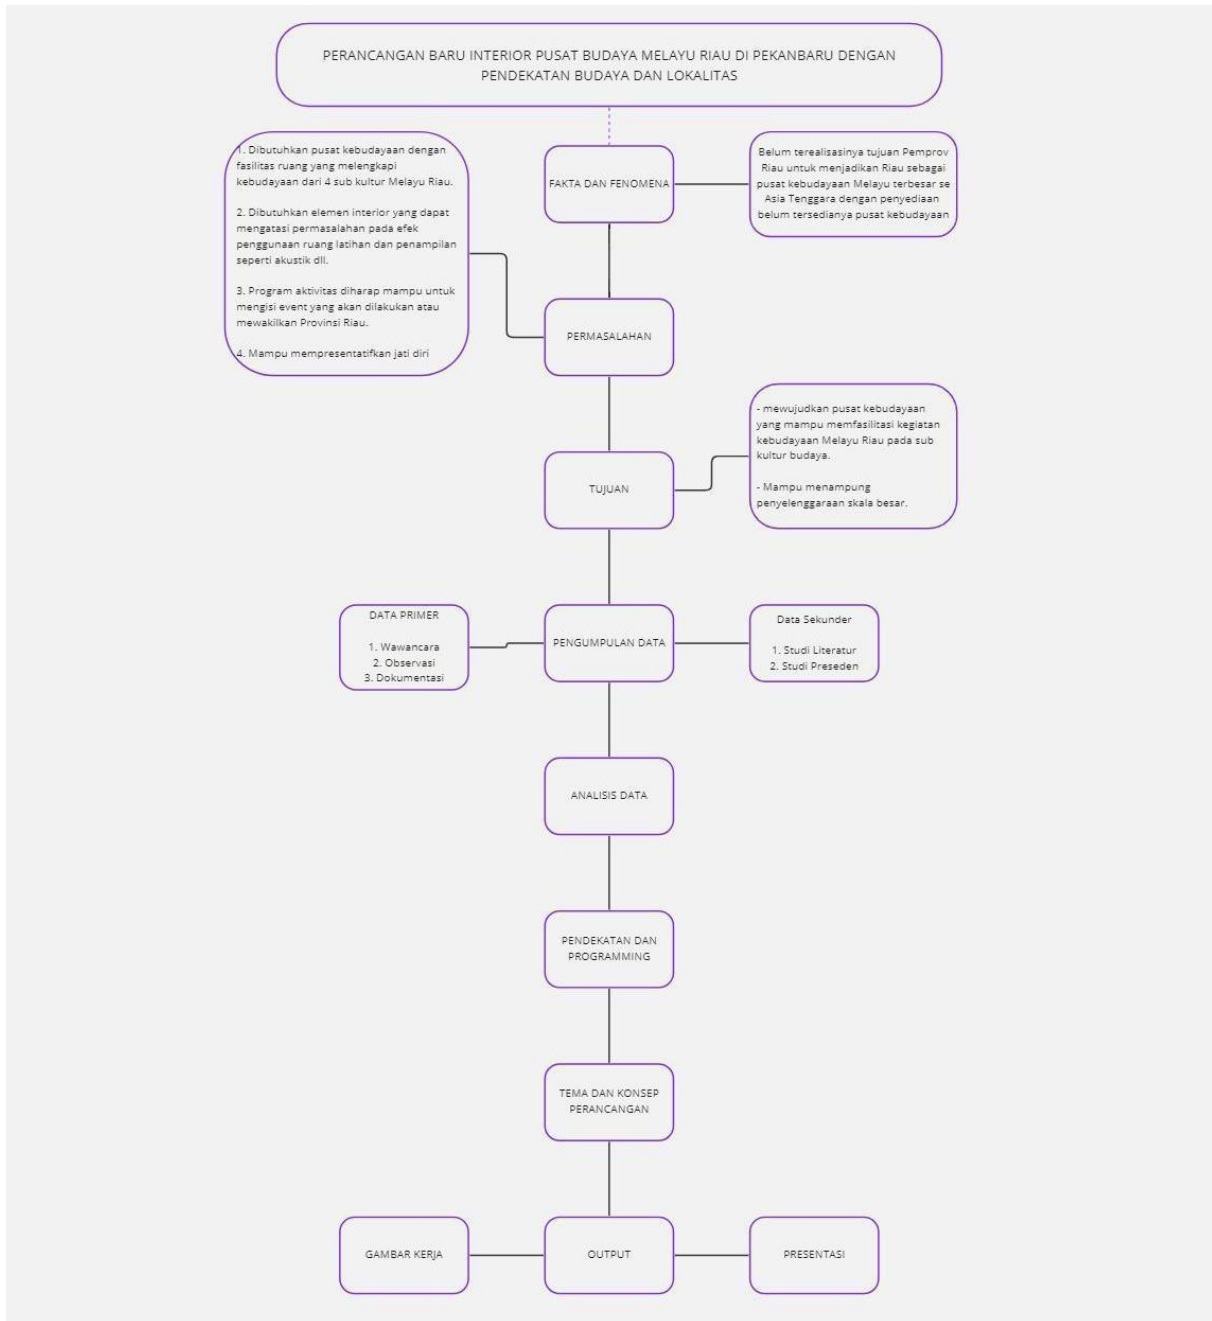 PERANCANGAN BARU INTERIOR PUSAT BUDAYA MELAYU RIAU DI PEKANBARU DENGAN
PENDEKATAN BUDAYA DAN LOKALITAS
FAKTA DAN FENOMENA
Belum terealisasinya tujuan Pemprov
Riau untuk menjadikan Riau sebagai
pusat kebudayaan Melayu terbesar se
Asia Tenggara dengan penyediaan
belum tersedianya pusat kebudayaan
1. Dibutuhkan pusat kebudayaan dengan
fasilitas ruang yang melengkapi
kebudayaan dari 4 sub kultur Melayu Riau.
2. Dibutuhkan elemen interior yang dapat
mengatasi permasalahan pada efek
penggunaan ruang latihan dan penampilan
seperti akustik dll.
3. Program aktivitas diharap mampu untuk
mengisi event yang akan dilakukan atau
mewakilkan Provinsi Riau.
4. Mampu mempresentatifkan jati diri
PERMASALAHAN
TUJUAN
- mewujudkan pusat kebudayaan
yang mampu memfasilitasi kegiatan
kebudayaan Melayu Riau pada sub
kultur budaya.
- Mampu menampung
penyelenggaraan skala besar.
DATA PRIMER
1. Wawancara
2. Observasi
3. Dokumentasi
PENGUMPULAN DATA
Data Sekunder
1. Studi Literatur
2. Studi Preseden
ANALISIS DATA
PENDEKATAN DAN
PROGRAMMING
TEMA DAN KONSEP
PERANCANGAN
GAMBAR KERJA
OUTPUT
PRESENTASI